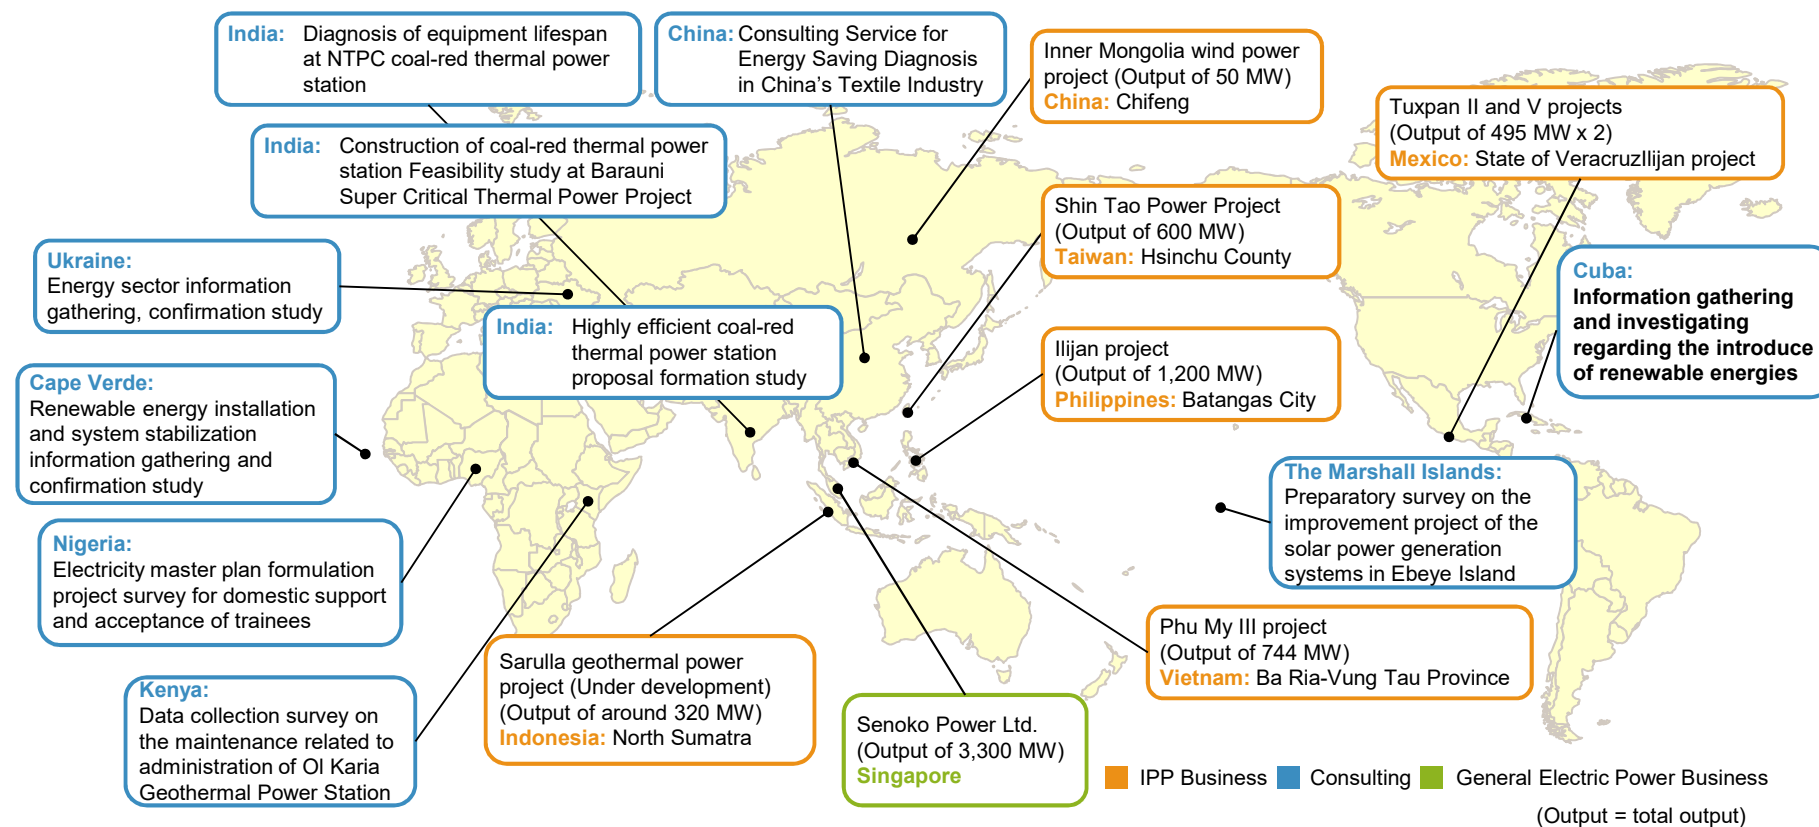 India: Diagnosis of equipment lifespan
at NTPC coal-red thermal power
station
China: Consulting Service for
Energy Saving Diagnosis
in China's Textile Industry
Inner Mongolia wind power
project (Output of 50 MW)
China: Chifeng
Tuxpan II and V projects
(Output of 495 MW x 2)
Mexico: State of VeracruzIlijan project
India: Construction of coal-red thermal power
station Feasibility study at Barauni
Super Critical Thermal Power Project
Shin Tao Power Project
(Output of 600 MW)
Taiwan: Hsinchu County
Ukraine:
Energy sector information
gathering, confirmation study
Cuba:
Information gathering
and investigating
regarding the introduce
of renewable energies
India: Highly efficient coal-red
thermal power station
proposal formation study
Ilijan project
(Output of 1,200 MW)
Philippines: Batangas City
Cape Verde:
Renewable energy installation
and system stabilization
information gathering and
confirmation study
The Marshall Islands:
Preparatory survey on the
improvement project of the
solar power generation
systems in Ebeye Island
Nigeria:
Electricity master plan formulation
project survey for domestic support
and acceptance of trainees
Phu My III project
(Output of 744 MW)
Vietnam: Ba Ria-Vung Tau Province
Sarulla geothermal power
project (Under development)
(Output of around 320 MW)
Indonesia: North Sumatra
Kenya:
Data collection survey on
the maintenance related to
administration of Ol Karia
Geothermal Power Station
Senoko Power Ltd.
(Output of 3,300 MW)
Singapore
IPP Business
Consulting
General Electric Power Business
(Output = total output)